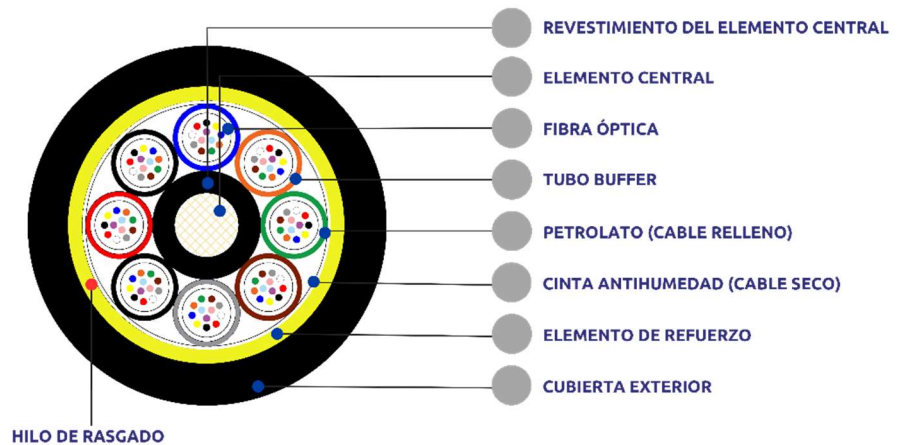 REVESTIMIENTO DEL ELEMENTO CENTRAL
ELEMENTO CENTRAL
FIBRA ÓPTICA
TUBO BUFFER
PETROLATO (CABLE RELLENO)
CINTA ANTIHUMEDAD (CABLE SECO)
ELEMENTO DE REFUERZO
CUBIERTA EXTERIOR
HILO DE RASGADO